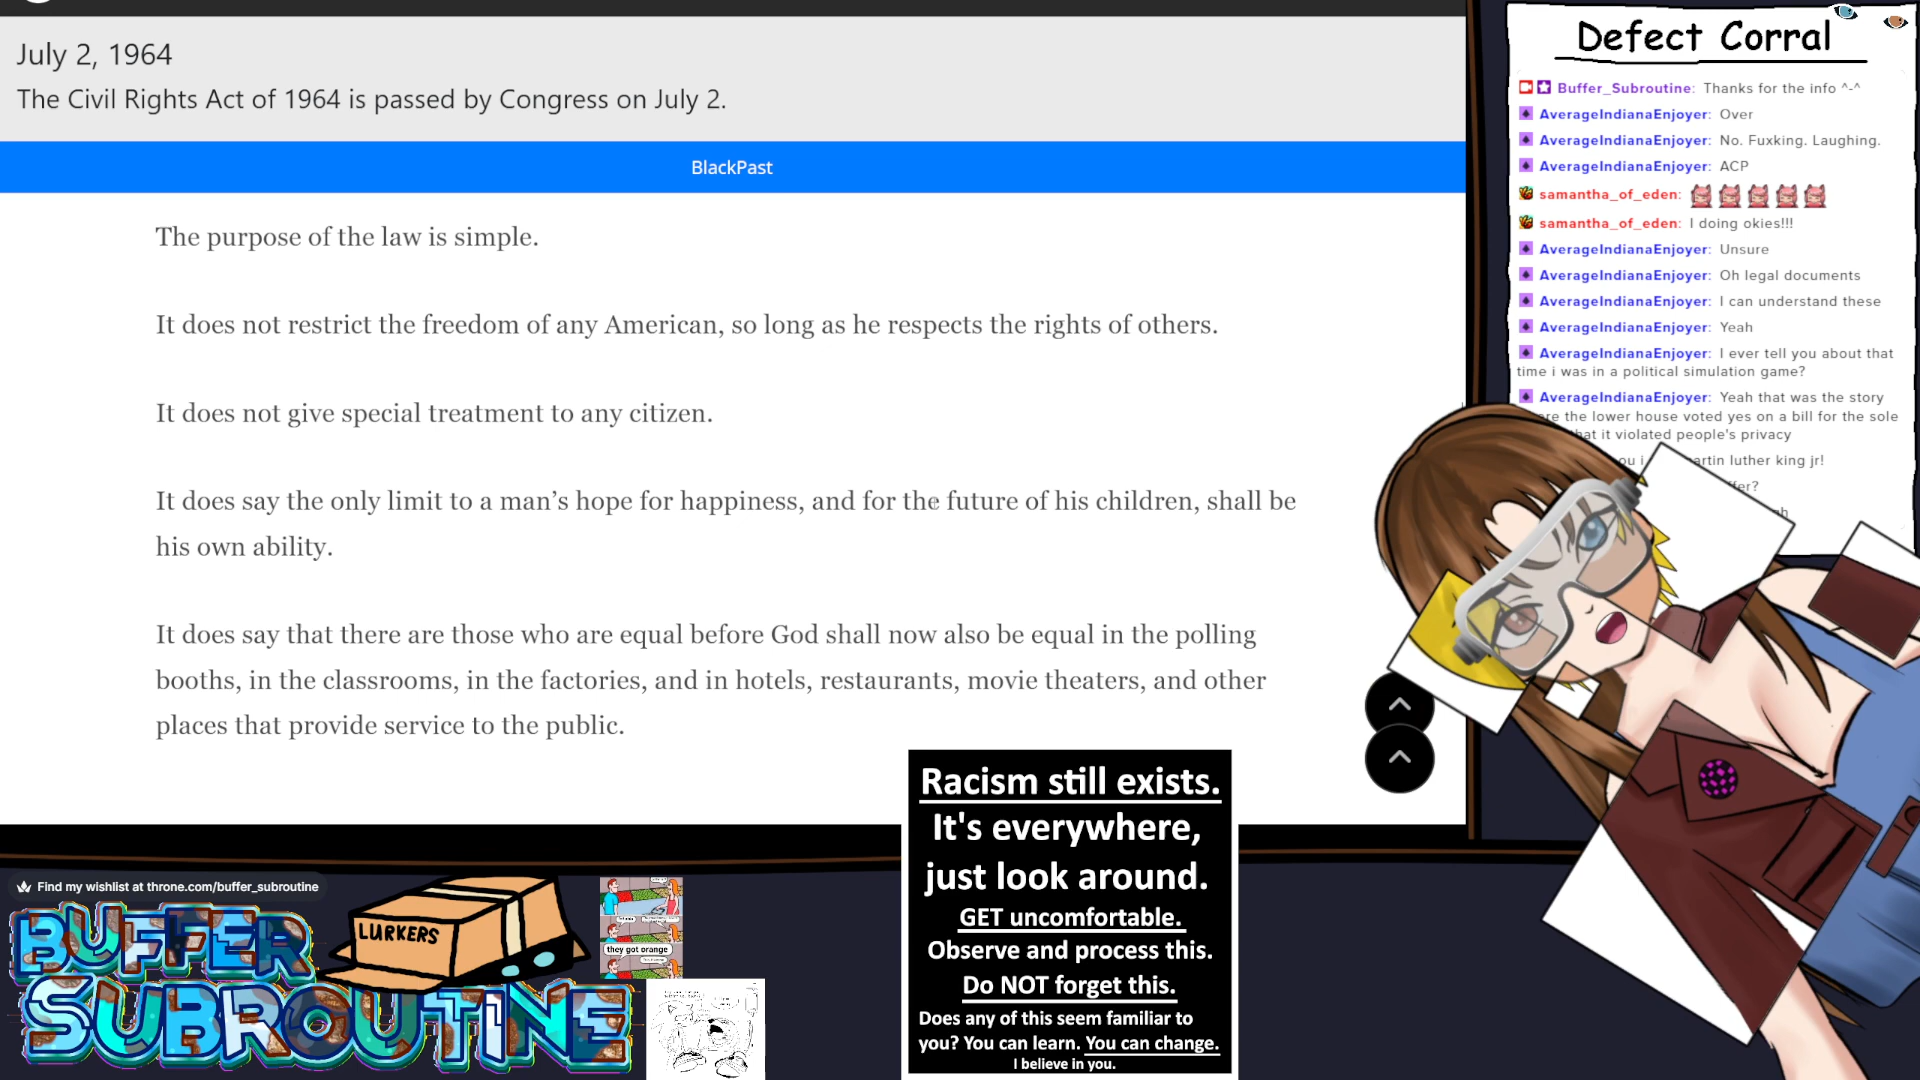 July 2, 1964
The Civil Rights Act of 1964 is passed by Congress on July 2.
BlackPast
The purpose of the law is simple.
It does not restrict the freedom of any American, so long as he respects the rights of others.
It does not give special treatment to any citizen.
It does say the only limit to a man’s hope for happiness, and for the future of his children, shall be
his own ability.
It does say that there are those who are equal before God shall now also be equal in the polling
booths, in the classrooms, in the factories, and in hotels, restaurants, movie theaters, and other
places that provide service to the public.
Defect Corral
Buffer_Subroutine: Thanks for the info ^-^
AverageIndianaEnjoyer: Over
AverageIndianaEnjoyer: No. Fuxking. Laughing.
AverageIndianaEnjoyer: ACP
samantha_of_eden:
samantha_of_eden: I doing okies!!!
AverageIndianaEnjoyer: Unsure
AverageIndianaEnjoyer: Oh legal documents
AverageIndianaEnjoyer: I can understand these
AverageIndianaEnjoyer: Yeah
AverageIndianaEnjoyer: I ever tell you about that
time i was in a political simulation game?
AverageIndianaEnjoyer: Yeah that was the story
the lower house voted yes on a bill for the sole
it violated people's privacy
luther king jr!
Racism still exists.
It's everywhere,
just look around.
GET uncomfortable.
Observe and process this.
Do NOT forget this.
Does any of this seem familiar to
you? You can learn. You can change.
I believe in you.
Find my wishlist at throne.com/buffer_subroutine
BUFFER
SUBROUTINE
LURKERS
they got orange